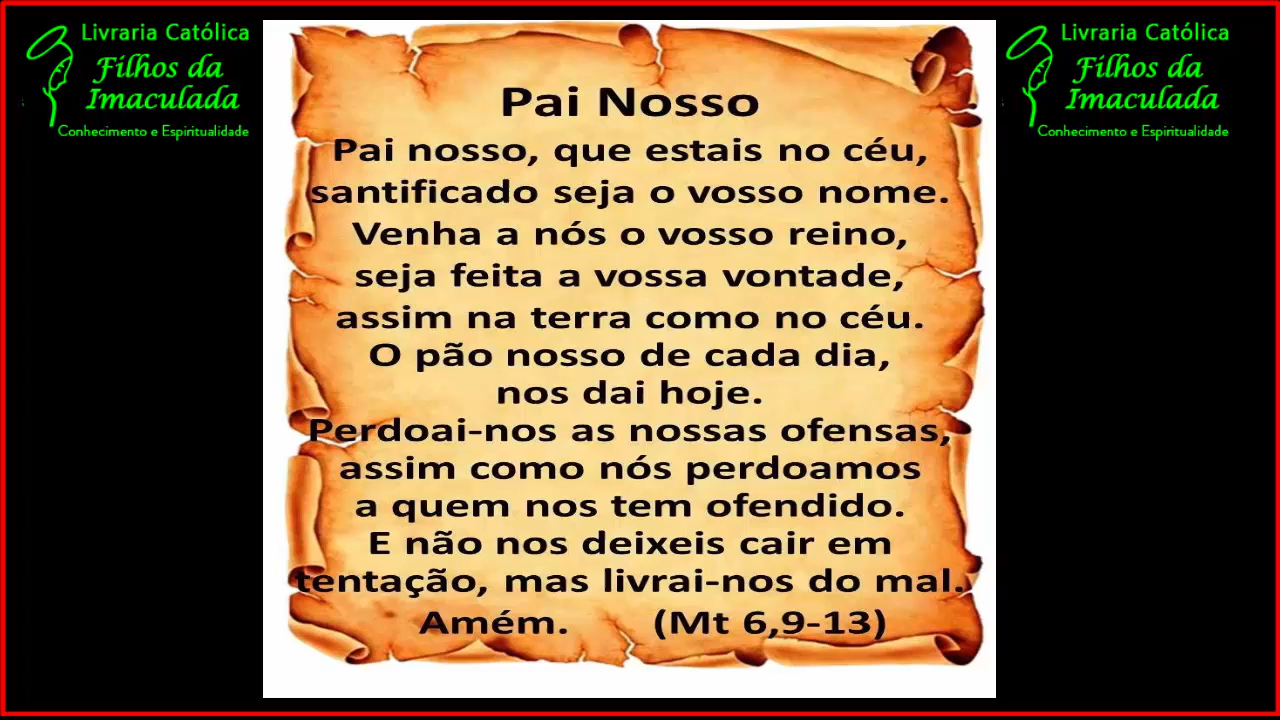 Livraria Católica
Filhos da
Imaculada
Conhecimento e Espiritualidade
Pai Nosso
Pai nosso, que estais no céu,
santificado seja o vosso nome.
Venha a nós o vosso reino,
seja feita a vossa vontade,
assim na terra como no céu.
O pão nosso de cada dia,
nos dai hoje.
Perdoai-nos as nossas ofensas,
assim como nós perdoamos
a quem nos tem ofendido.
E não nos deixeis cair em
tentação, mas livrai-nos do mal.
Amém. (Mt 6,9-13)
Livraria Católica
Filhos da
Imaculada
Conhecimento e Espiritualidade